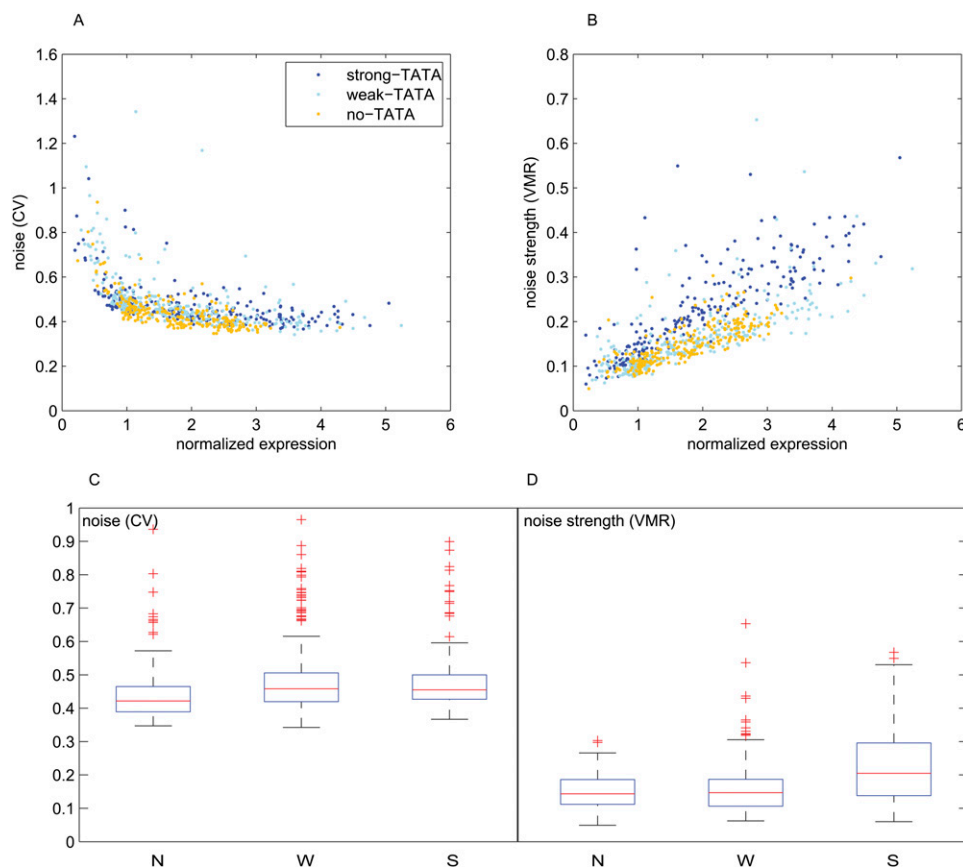 A
1.6
1.4
1.2
1
0.8
0.6
0.4
0.2
0
noise (CV)
strong−TATA
weak−TATA
no−TATA
0 1 2 3 4 5 6
normalized expression
B
0.8
0.7
0.6
0.5
0.4
0.3
0.2
0.1
0
noise strength (VMR)
0 1 2 3 4 5 6
normalized expression
C
noise (CV)
1
0.9
0.8
0.7
0.6
0.5
0.4
0.3
0.2
0.1
0
N W S
D
noise strength (VMR)
N W S